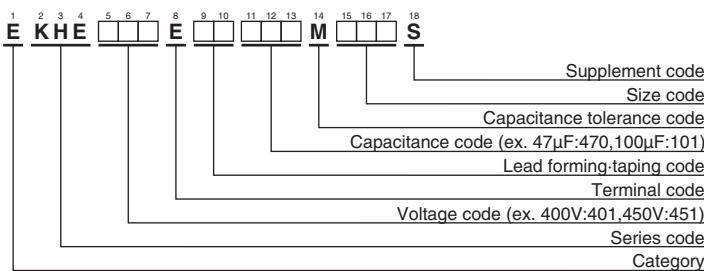 1 2 3 4 5 6 7 8 9 10 11 12 13 14 15 16 17 18
E KHE □□□ E □□ □□□ M □□□ S
Supplement code
Size code
Capacitance tolerance code
Capacitance code (ex. 47μF:470,100μF:101)
Lead forming·taping code
Terminal code
Voltage code (ex. 400V:401,450V:451)
Series code
Category